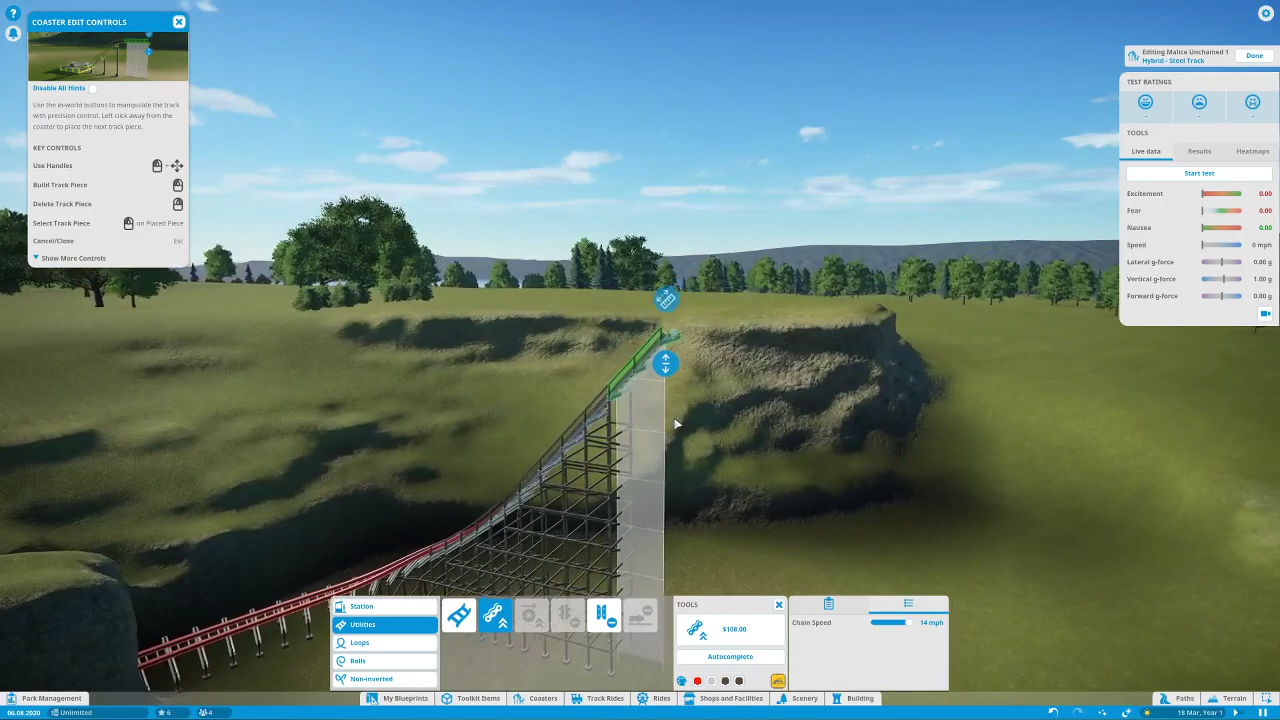 ?
COASTER EDIT CONTROLS
Disable All Hints
Use the in-world buttons to manipulate the track
with precision control. Left click away from the
coaster to place the next track piece.
KEY CONTROLS
Use Handles
-
Build Track Piece
Delete Track Piece
Select Track Piece on Placed Piece
Cancel/Close Esc
Show More Controls
Editing Malice Unchained 1
Hybrid - Steel Track
Done
TEST RATINGS
- - -
TOOLS
Live data Results Heatmaps
Start test
Excitement 0.00
Fear 0.00
Nausea 0.00
Speed 0 mph
Lateral g-force 0.00 g
Vertical g-force 1.00 g
Forward g-force 0.00 g
Station
Utilities
Loops
Rolls
Non-inverted
TOOLS
$108.00
Autocomplete
Chain Speed 14 mph
Park Management My Blueprints Toolkit Items Coasters Track Rides Rides Shops and Facilities Scenery Building Paths Terrain
06.08.2020 Unlimited 6 4 18 Mar, Year 1